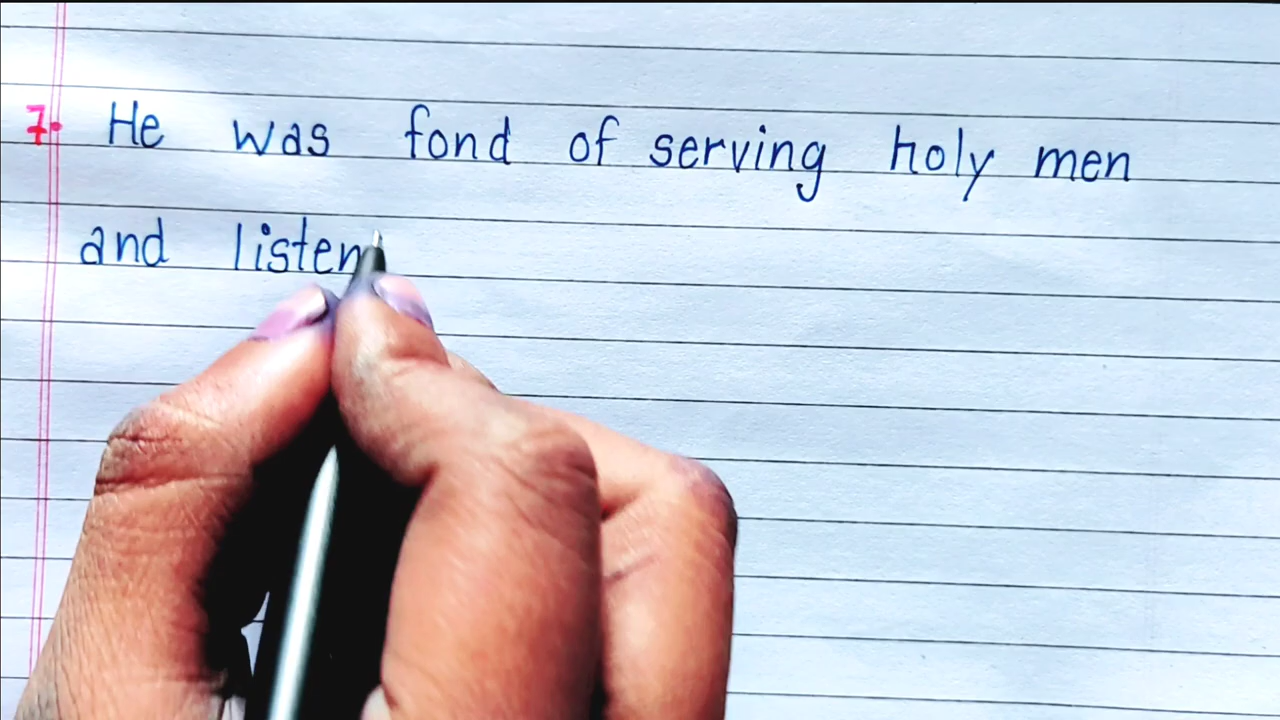 7. He was fond of serving holy men
and listen